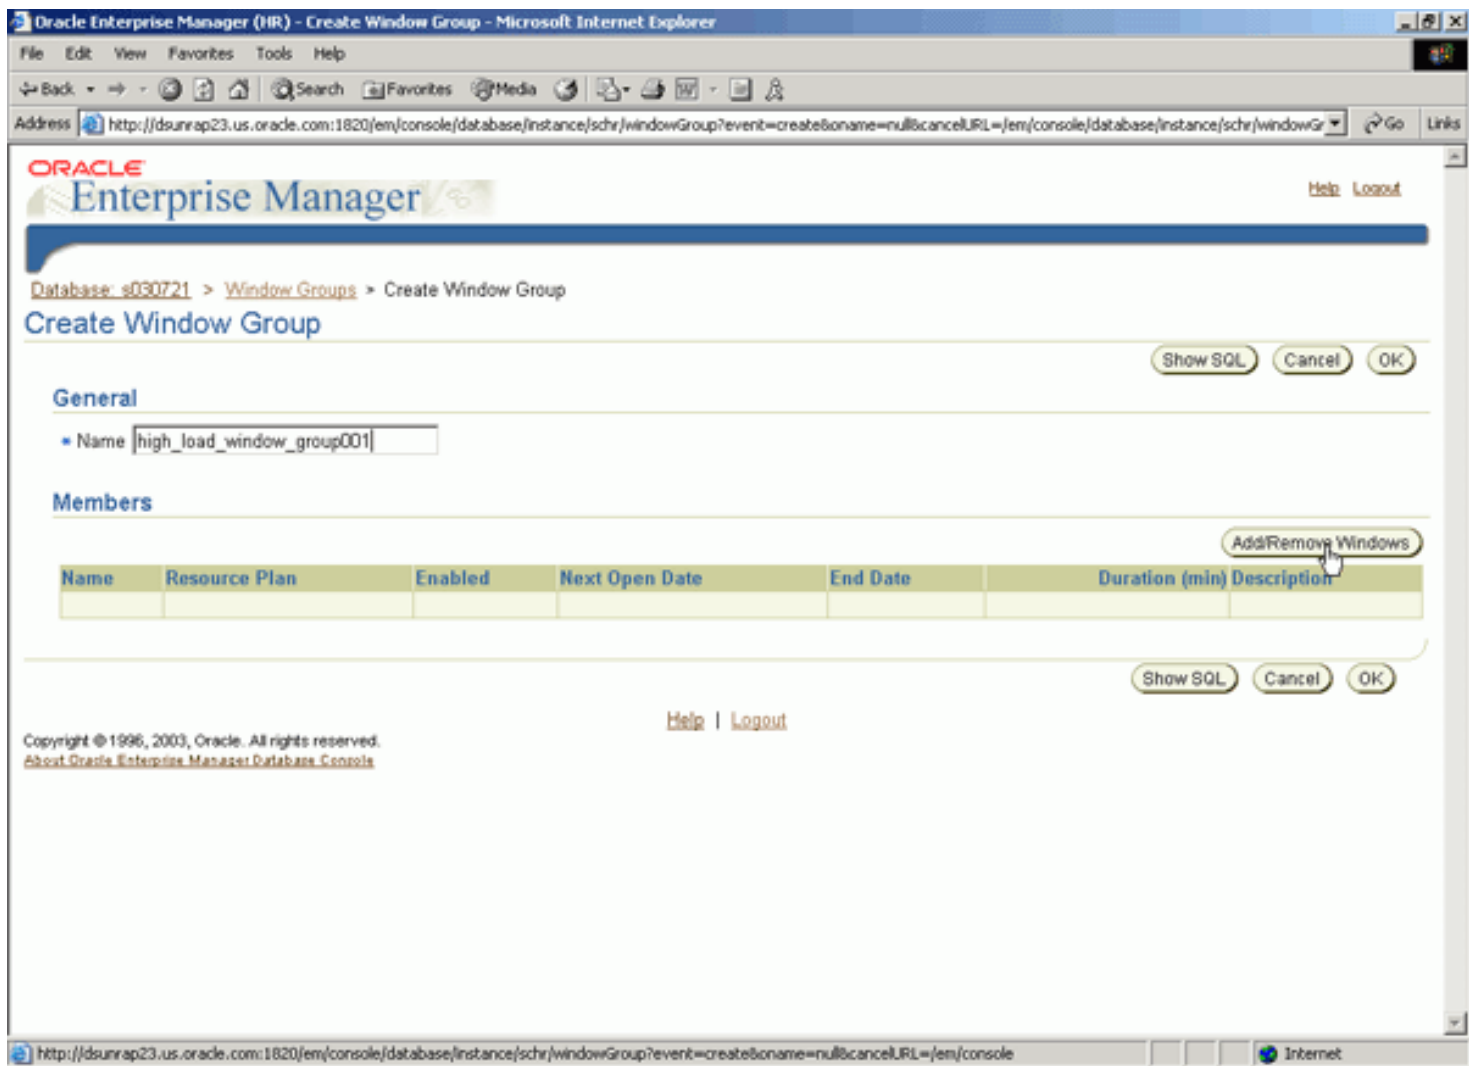 Oracle Enterprise Manager (HR) - Create Window Group - Microsoft Internet Explorer
File Edit View Favorites Tools Help
Back Search Favorites Media
Address http://dsunrap23.us.oracle.com:1820/em/console/database/instance/schr/windowGroup?event=create&oname=null&cancelURL=/em/console/database/instance/schr/windowGr Go Links
ORACLE
Enterprise Manager
Help Logout
Database: s030721 > Window Groups > Create Window Group
Create Window Group
Show SQL Cancel OK
General
* Name high_load_window_group001
Members
Add/Remove Windows
Name Resource Plan Enabled Next Open Date End Date Duration (min) Description
Show SQL Cancel OK
Help | Logout
Copyright © 1996, 2003, Oracle. All rights reserved.
About Oracle Enterprise Manager Database Console
http://dsunrap23.us.oracle.com:1820/em/console/database/instance/schr/windowGroup?event=create&oname=null&cancelURL=/em/console Internet